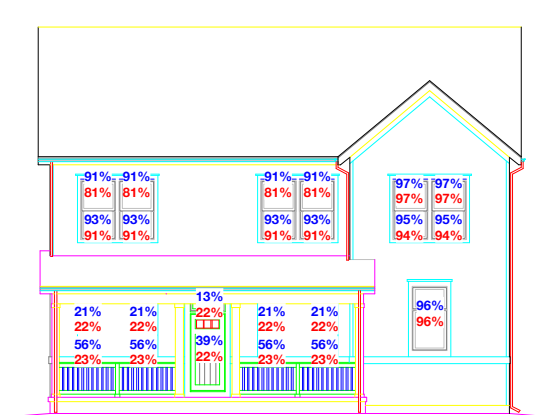 91% 91% 91% 91% 97% 97%
81% 81% 81% 81% 97% 97%
93% 93% 93% 93% 95% 95%
91% 91% 91% 91% 94% 94%
13%
96%
21% 21% 22% 21% 21%
96%
22% 22% 22% 22%
56% 56% 39% 56% 56%
23% 23% 22% 23% 23%